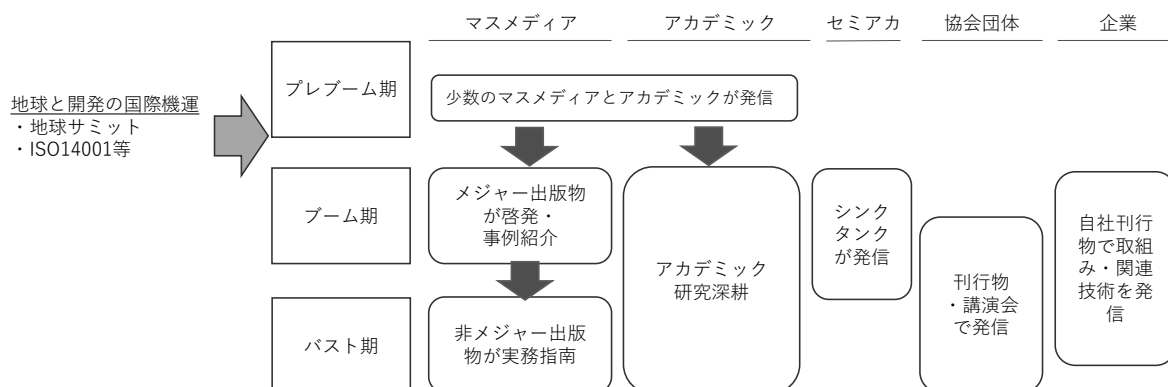 マスメディア
アカデミック
セミアカ
協会団体
企業
地球と開発の国際機運
・地球サミット
・ISO14001等
プレブーム期
少数のマスメディアとアカデミックが発信
ブーム期
メジャー出版物
が啓発・
事例紹介
アカデミック
研究深耕
シンク
タンク
が発信
刊行物
・講演会
で発信
自社刊行
物で取組
み・関連
技術を発
信
バスト期
非メジャー出版
物が実務指南